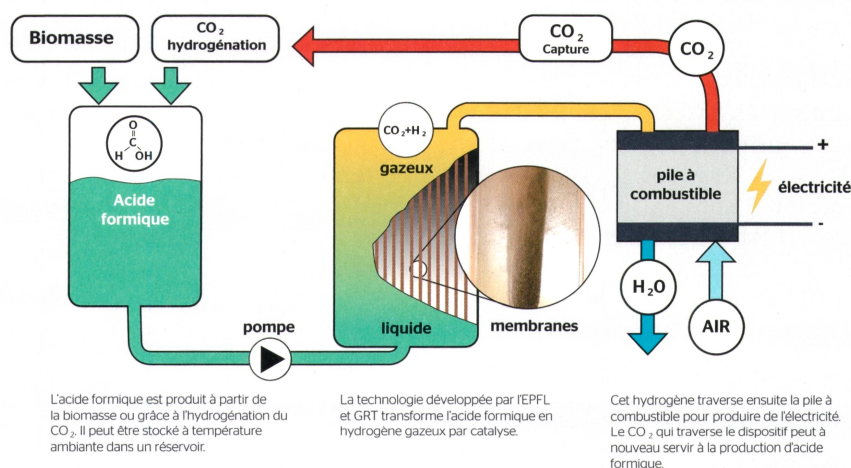 Biomasse
CO₂
hydrogénation
CO₂
Capture
CO₂
O
C
H OH
Acide
formique
CO₂+H₂
gazeux
liquide
membranes
pompe
pile à
combustible
+
électricité
-
H₂O
AIR
L'acide formique est produit à partir de
la biomasse ou grâce à l'hydrogénation du
CO₂. Il peut être stocké à température
ambiante dans un réservoir.
La technologie développée par l'EPFL
et GRT transforme l'acide formique en
hydrogène gazeux par catalyse.
Cet hydrogène traverse ensuite la pile à
combustible pour produire de l'électricité.
Le CO₂ qui traverse le dispositif peut à
nouveau servir à la production d'acide
formique.